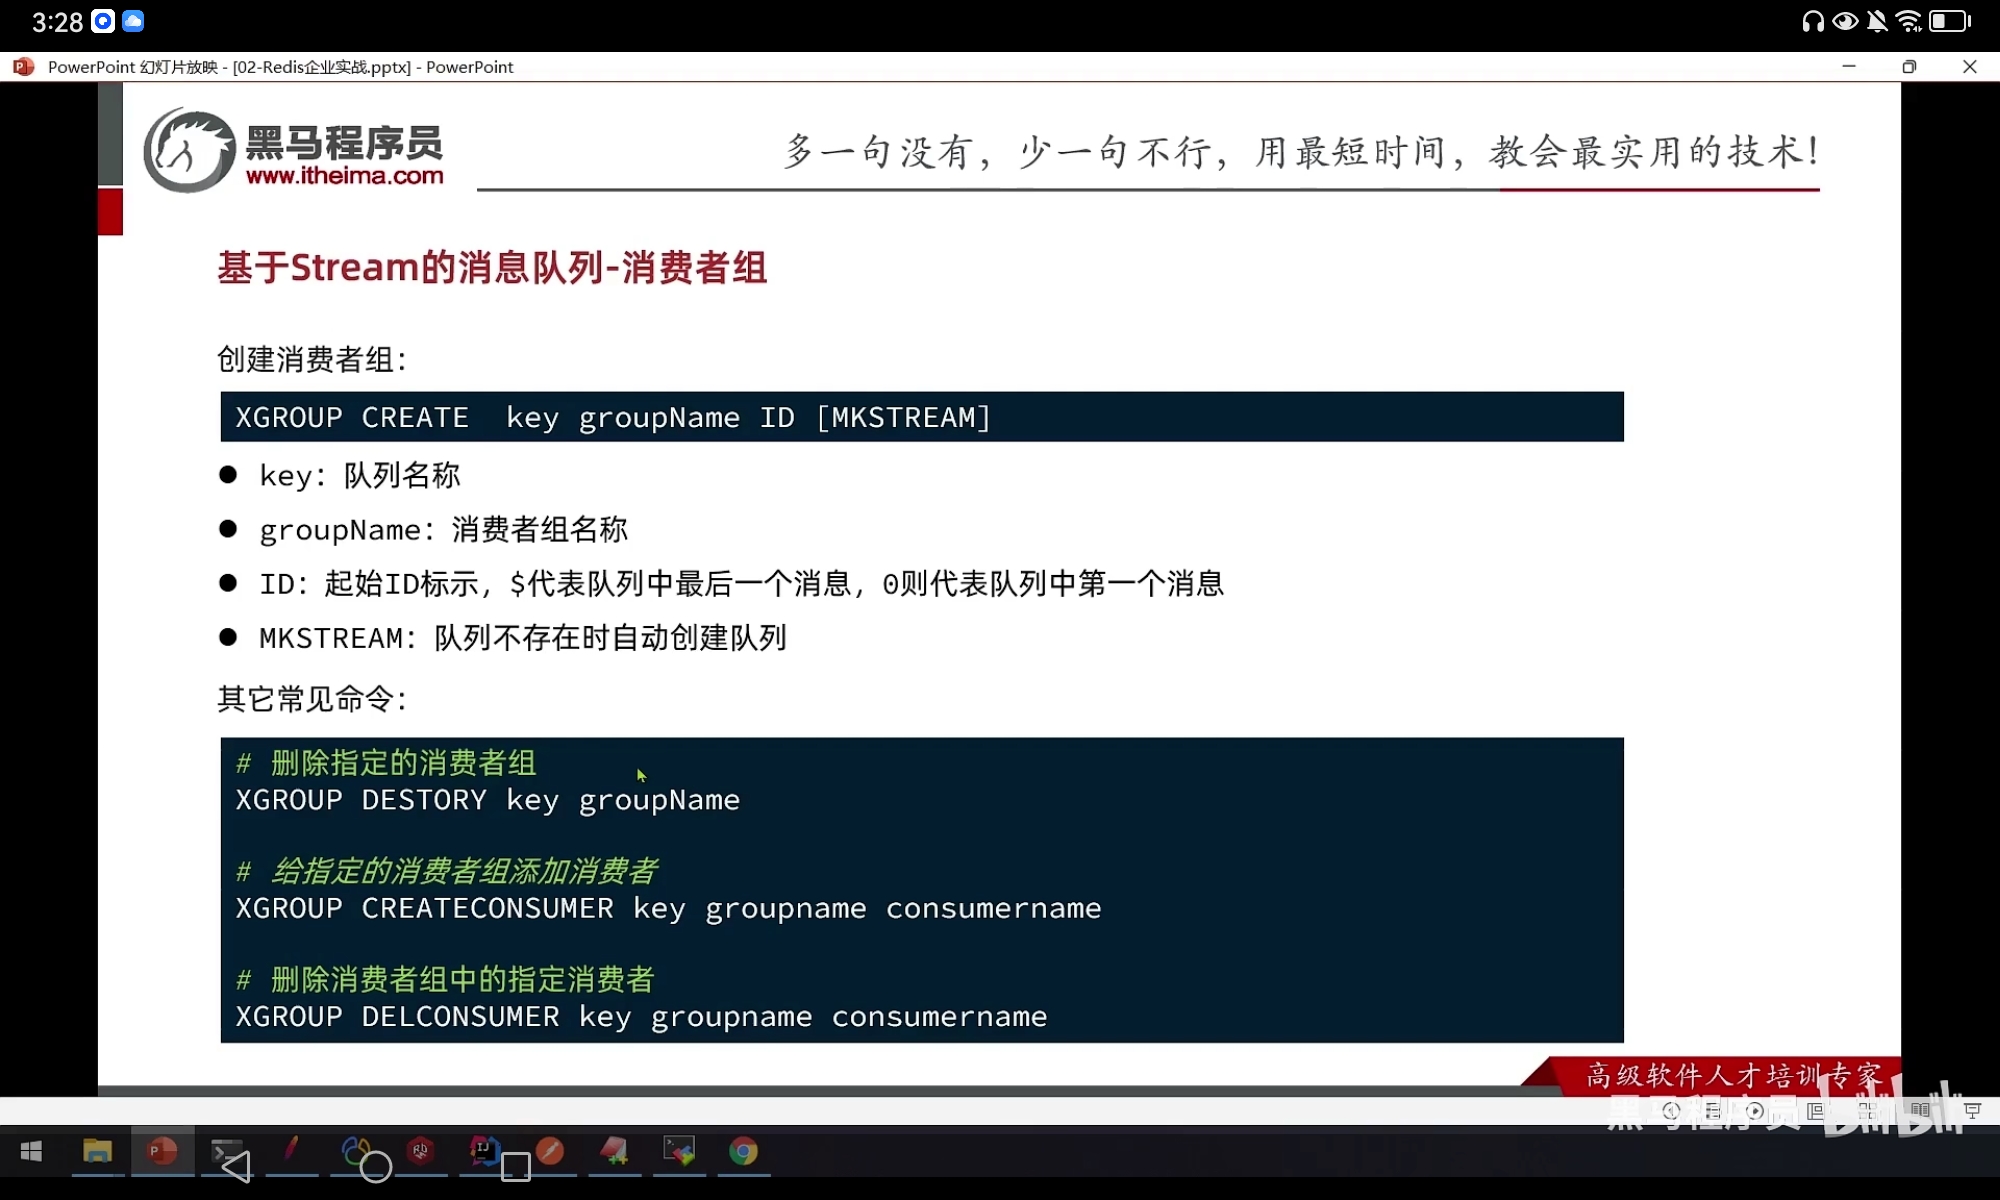 3:28
PowerPoint 幻灯片放映 - [02-Redis企业实战.pptx] - PowerPoint
黑马程序员
www.itheima.com
多一句没有，少一句不行，用最短时间，教会最实用的技术！
基于Stream的消息队列-消费者组
创建消费者组：
XGROUP CREATE  key groupName ID [MKSTREAM]
● key：队列名称
● groupName：消费者组名称
● ID：起始ID标示，$代表队列中最后一个消息，0则代表队列中第一个消息
● MKSTREAM：队列不存在时自动创建队列
其它常见命令：
# 删除指定的消费者组
XGROUP DESTORY key groupName
# 给指定的消费者组添加消费者
XGROUP CREATECONSUMER key groupname consumername
# 删除消费者组中的指定消费者
XGROUP DELCONSUMER key groupname consumername
高级软件人才培训专家
黑马程序员 bilibili